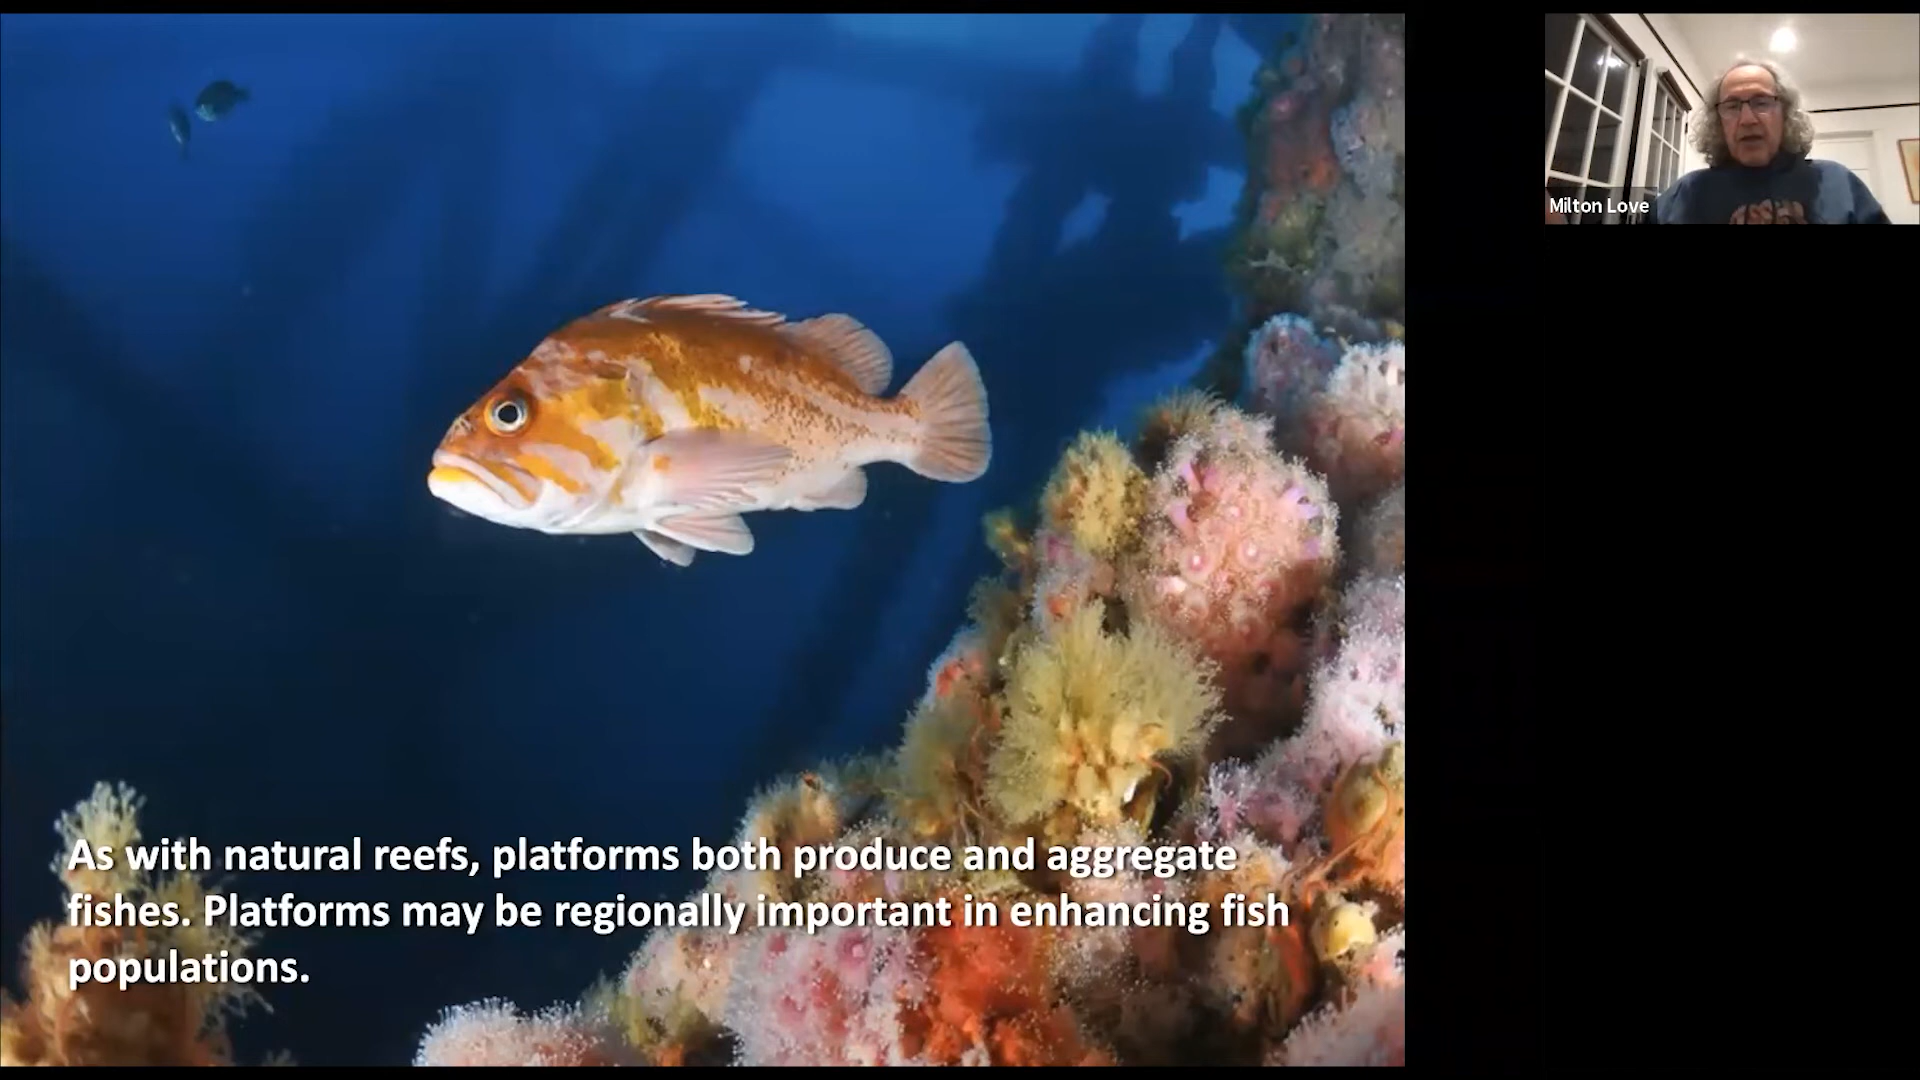 As with natural reefs, platforms both produce and aggregate
fishes. Platforms may be regionally important in enhancing fish
populations.
Milton Love